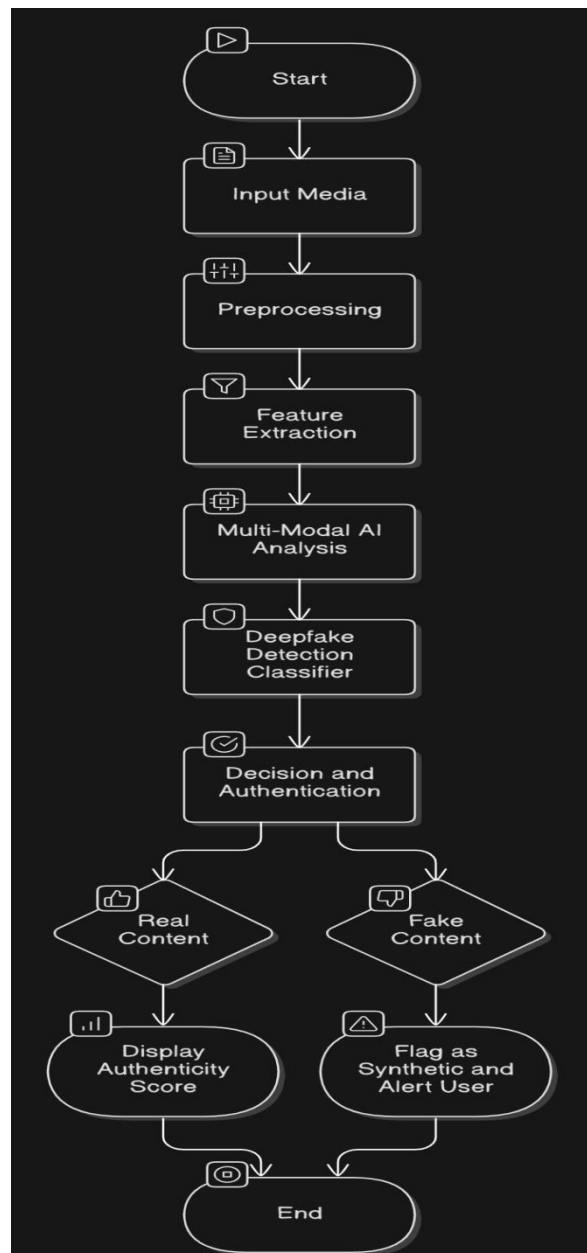 Start
Input Media
Preprocessing
Feature
Extraction
Multi-Modal AI
Analysis
Deepfake
Detection
Classifier
Decision and
Authentication
Real
Content
Fake
Content
Display
Authenticity
Score
Flag as
Synthetic and
Alert User
End